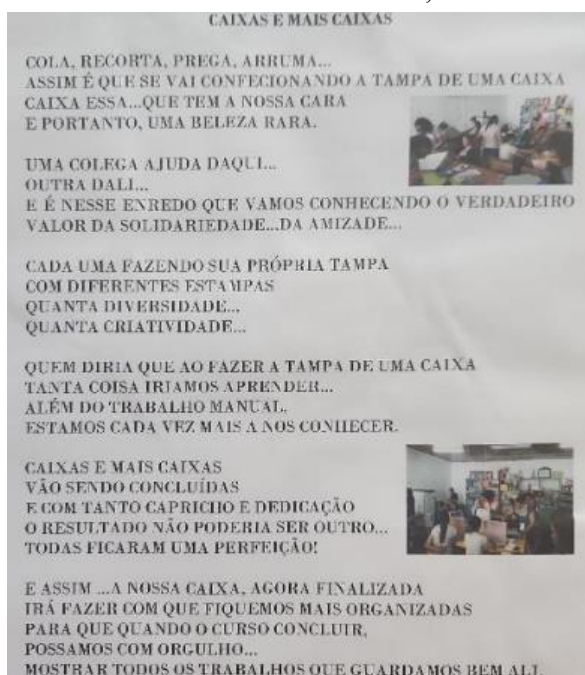 CAIXAS E MAIS CAIXAS
COLA, RECORTA, PREGA, ARRUMA...
ASSIM É QUE SE VAI CONFECIONANDO A TAMPA DE UMA CAIXA
CAIXA ESSA...QUE TEM A NOSSA CARA
E PORTANTO, UMA BELEZA RARA.
UMA COLEGA AJUDA DAQUI...
OUTRA DALI...
E É NESSE ENREDO QUE VAMOS CONHECENDO O VERDADEIRO
VALOR DA SOLIDARIEDADE...DA AMIZADE...
CADA UMA FAZENDO SUA PRÓPRIA TAMPA
COM DIFERENTES ESTAMPAS
QUANTA DIVERSIDADE...
QUANTA CRIATIVIDADE...
QUEM DIRIA QUE AO FAZER A TAMPA DE UMA CAIXA
TANTA COISA IRIAMOS APRENDER...
ALÉM DO TRABALHO MANUAL,
ESTAMOS CADA VEZ MAIS A NOS CONHECER.
CAIXAS E MAIS CAIXAS
VÃO SENDO CONCLUÍDAS
E COM TANTO CAPRICHO E DEDICAÇÃO
O RESULTADO NÃO PODERIA SER OUTRO...
TODAS FICARAM UMA PERFEIÇÃO!
E ASSIM ...A NOSSA CAIXA, AGORA FINALIZADA
IRÁ FAZER COM QUE FIQUEMOS MAIS ORGANIZADAS
PARA QUE QUANDO O CURSO CONCLUIR,
POSSAMOS COM ORGULHO...
MOSTRAR TODOS OS TRABALHOS QUE GUARDAMOS BEM ALI.